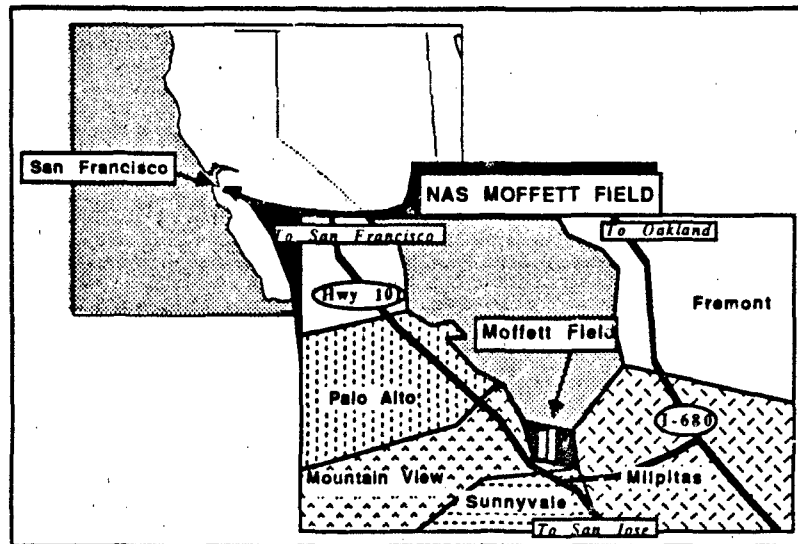 San Francisco
NAS MOFFETT FIELD
To San Francisco
To Oakland
Hwy 101
Fremont
Moffett Field
Palo Alto
I-680
Mountain View
Milpitas
Sunnyvale
To San Jose